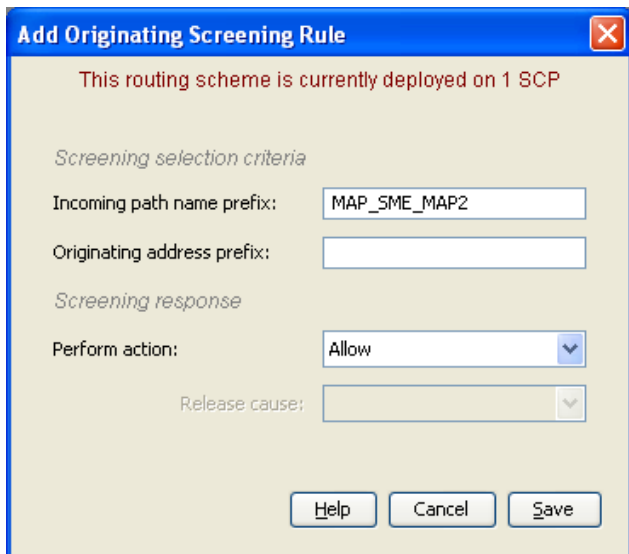 Add Originating Screening Rule
This routing scheme is currently deployed on 1 SCP
Screening selection criteria
Incoming path name prefix: MAP_SME_MAP2
Originating address prefix:
Screening response
Perform action: Allow
Release cause:
Help Cancel Save